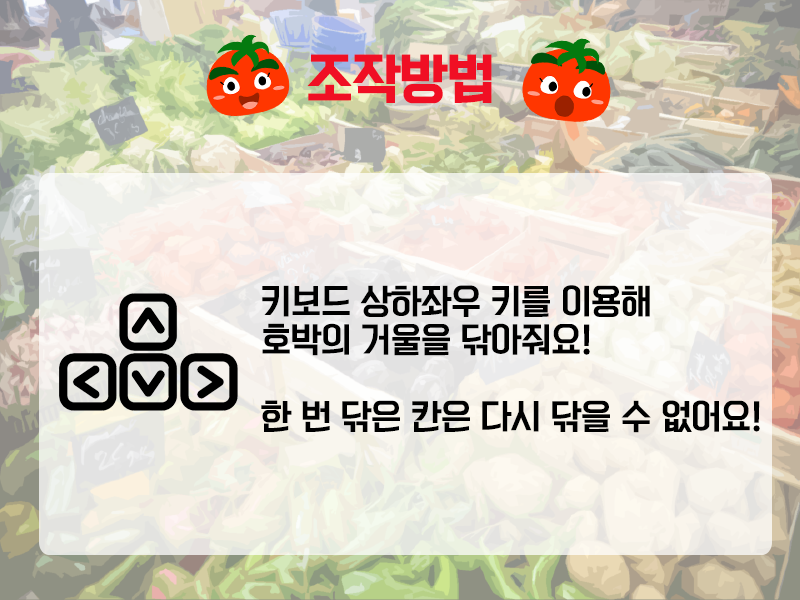 조작방법
키보드 상하좌우 키를 이용해
호박의 거울을 닦아줘요!
한 번 닦은 칸은 다시 닦을 수 없어요!